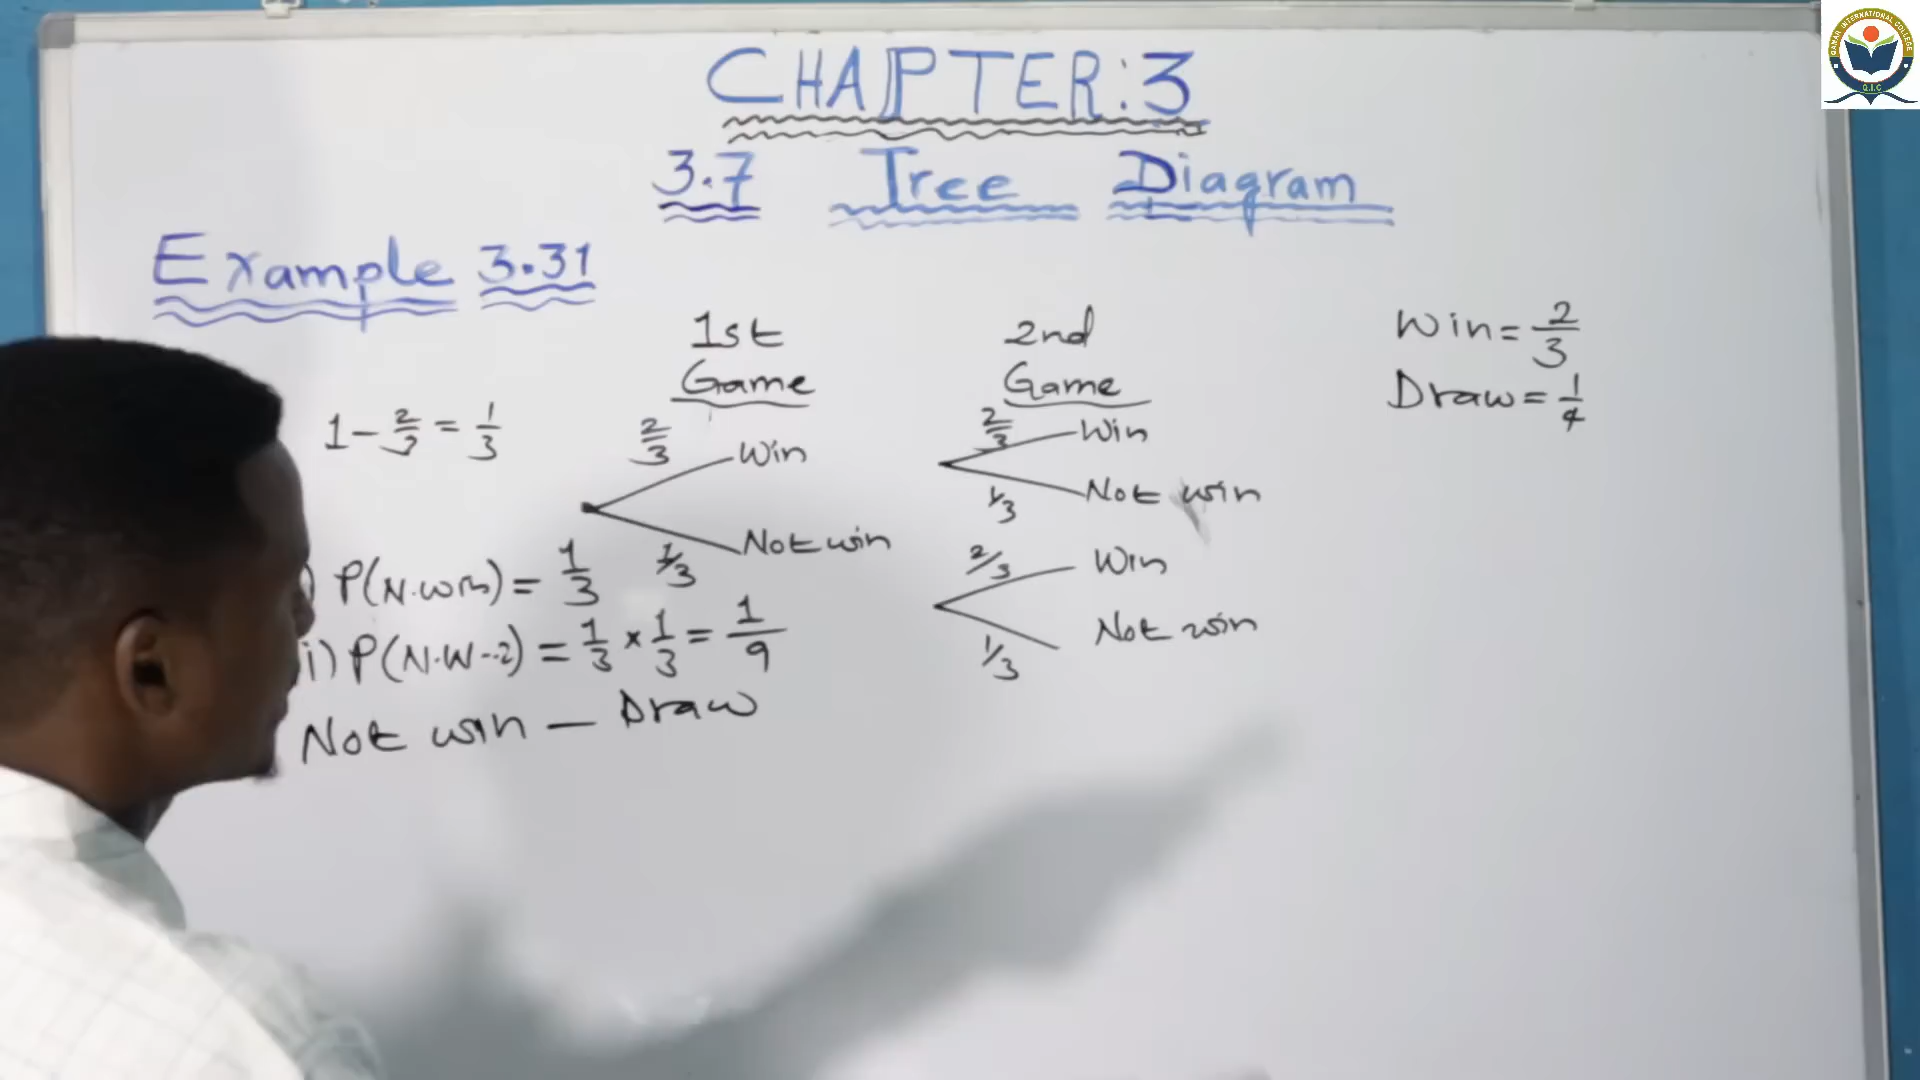 CHAPTER:3
3.7 Tree Diagram
Example 3.31
1st Game
2nd Game
Win = 2/3
Draw = 1/4
1 - 2/3 = 1/3
2/3 Win
1/3 Not win
2/3 Win
1/3 Not win
2/3 Win
1/3 Not win
) P(N.Win) = 1/3
i) P(N.W--2) = 1/3 × 1/3 = 1/9
Not win — Draw
QAMAR INTERNATIONAL COLLEGE
Q.I.C